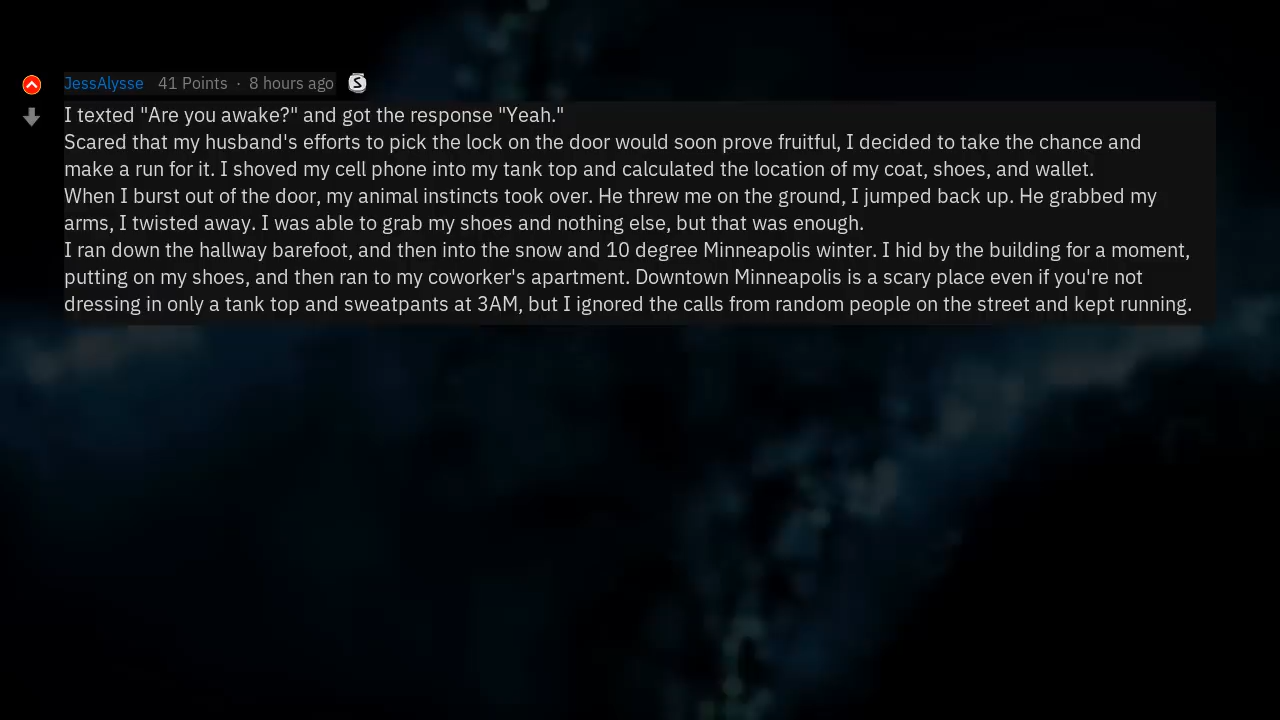 JessAlysse 41 Points · 8 hours ago S
I texted "Are you awake?" and got the response "Yeah."
Scared that my husband's efforts to pick the lock on the door would soon prove fruitful, I decided to take the chance and
make a run for it. I shoved my cell phone into my tank top and calculated the location of my coat, shoes, and wallet.
When I burst out of the door, my animal instincts took over. He threw me on the ground, I jumped back up. He grabbed my
arms, I twisted away. I was able to grab my shoes and nothing else, but that was enough.
I ran down the hallway barefoot, and then into the snow and 10 degree Minneapolis winter. I hid by the building for a moment,
putting on my shoes, and then ran to my coworker's apartment. Downtown Minneapolis is a scary place even if you're not
dressing in only a tank top and sweatpants at 3AM, but I ignored the calls from random people on the street and kept running.